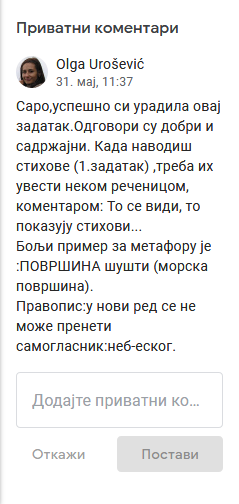 Приватни коментари
Olga Urošević
31. мај, 11:37
Саро,успешно си урадила овај
задатак.Одговори су добри и
садржајни. Када наводиш
стихове (1.задатак) ,треба их
увести неком реченицом,
коментаром: То се види, то
показују стихови...
Бољи пример за метафору је
:ПОВРШИНА шушти (морска
површина).
Правопис:у нови ред се не
може пренети
самогласник:неб-еског.
Додајте приватни ко...
Откажи
Постави